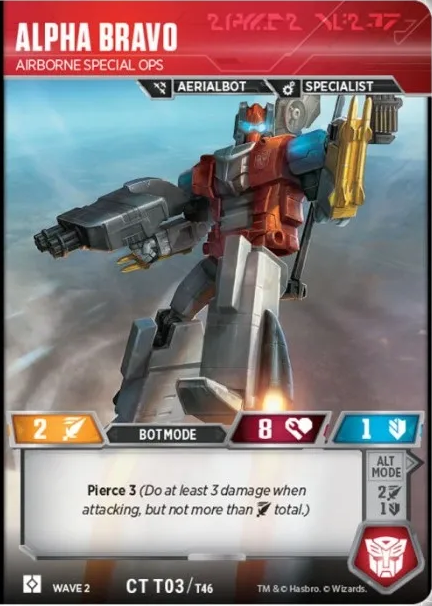 ALPHA BRAVO
AIRBORNE SPECIAL OPS
AERIALBOT SPECIALIST
2 BOT MODE 8 1
ALT
MODE
2
1
Pierce 3 (Do at least 3 damage when
attacking, but not more than total.)
WAVE 2 CT T03/T46 TM & © Hasbro. © Wizards.